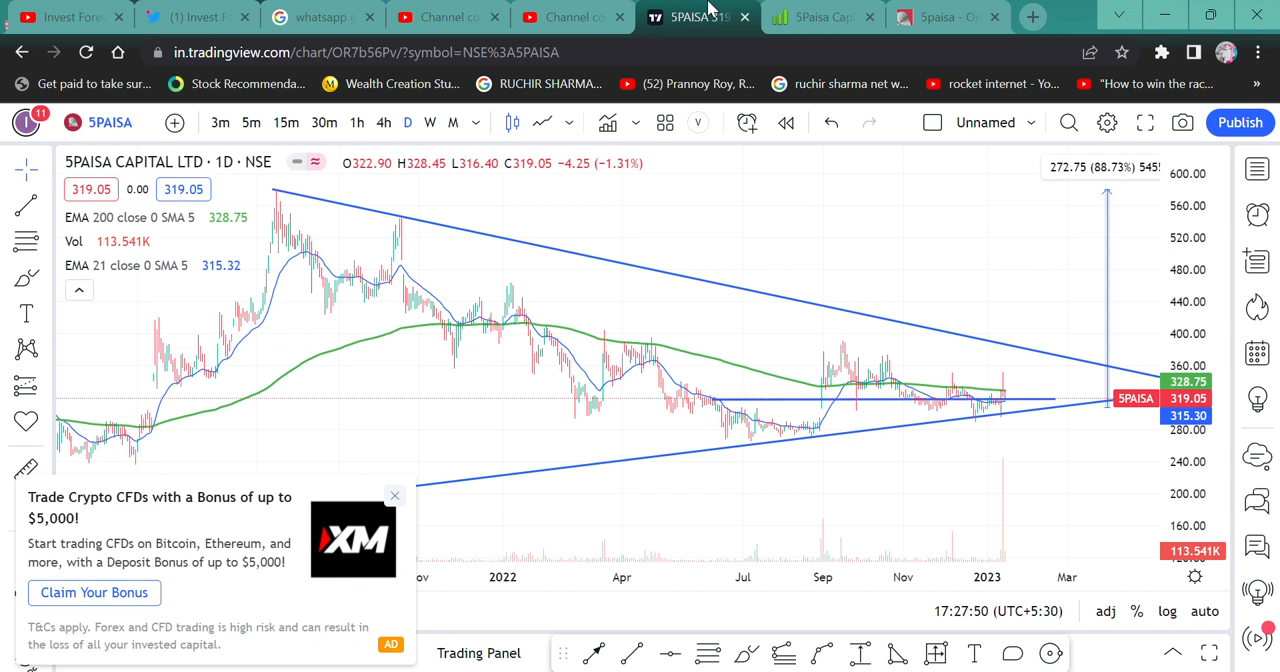 Invest Fores
(1) Invest F
whatsapp g
Channel co
Channel co
5PAISA 319
5Paisa Capi
5paisa - On
in.tradingview.com/chart/OR7b56Pv/?symbol=NSE%3A5PAISA
Get paid to take sur...
Stock Recommenda...
Wealth Creation Stu...
RUCHIR SHARMA...
(52) Prannoy Roy, R...
ruchir sharma net w...
rocket internet - Yo...
"How to win the rac...
»
I
11
5PAISA
3m 5m 15m 30m 1h 4h D W M
V
Unnamed
Publish
5PAISA CAPITAL LTD · 1D · NSE
O322.90 H328.45 L316.40 C319.05 −4.25 (−1.31%)
319.05 0.00 319.05
EMA 200 close 0 SMA 5 328.75
Vol 113.541K
EMA 21 close 0 SMA 5 315.32
272.75 (88.73%) 5455
600.00
560.00
520.00
480.00
440.00
400.00
360.00
328.75
5PAISA 319.05
315.30
280.00
240.00
200.00
160.00
113.541K
Trade Crypto CFDs with a Bonus of up to
$5,000!
Start trading CFDs on Bitcoin, Ethereum, and
more, with a Deposit Bonus of up to $5,000!
Claim Your Bonus
T&Cs apply. Forex and CFD trading is high risk and can result in
the loss of all your invested capital.
AD
XM
ov 2022 Apr Jul Sep Nov 2023 Mar
17:27:50 (UTC+5:30) adj % log auto
Trading Panel